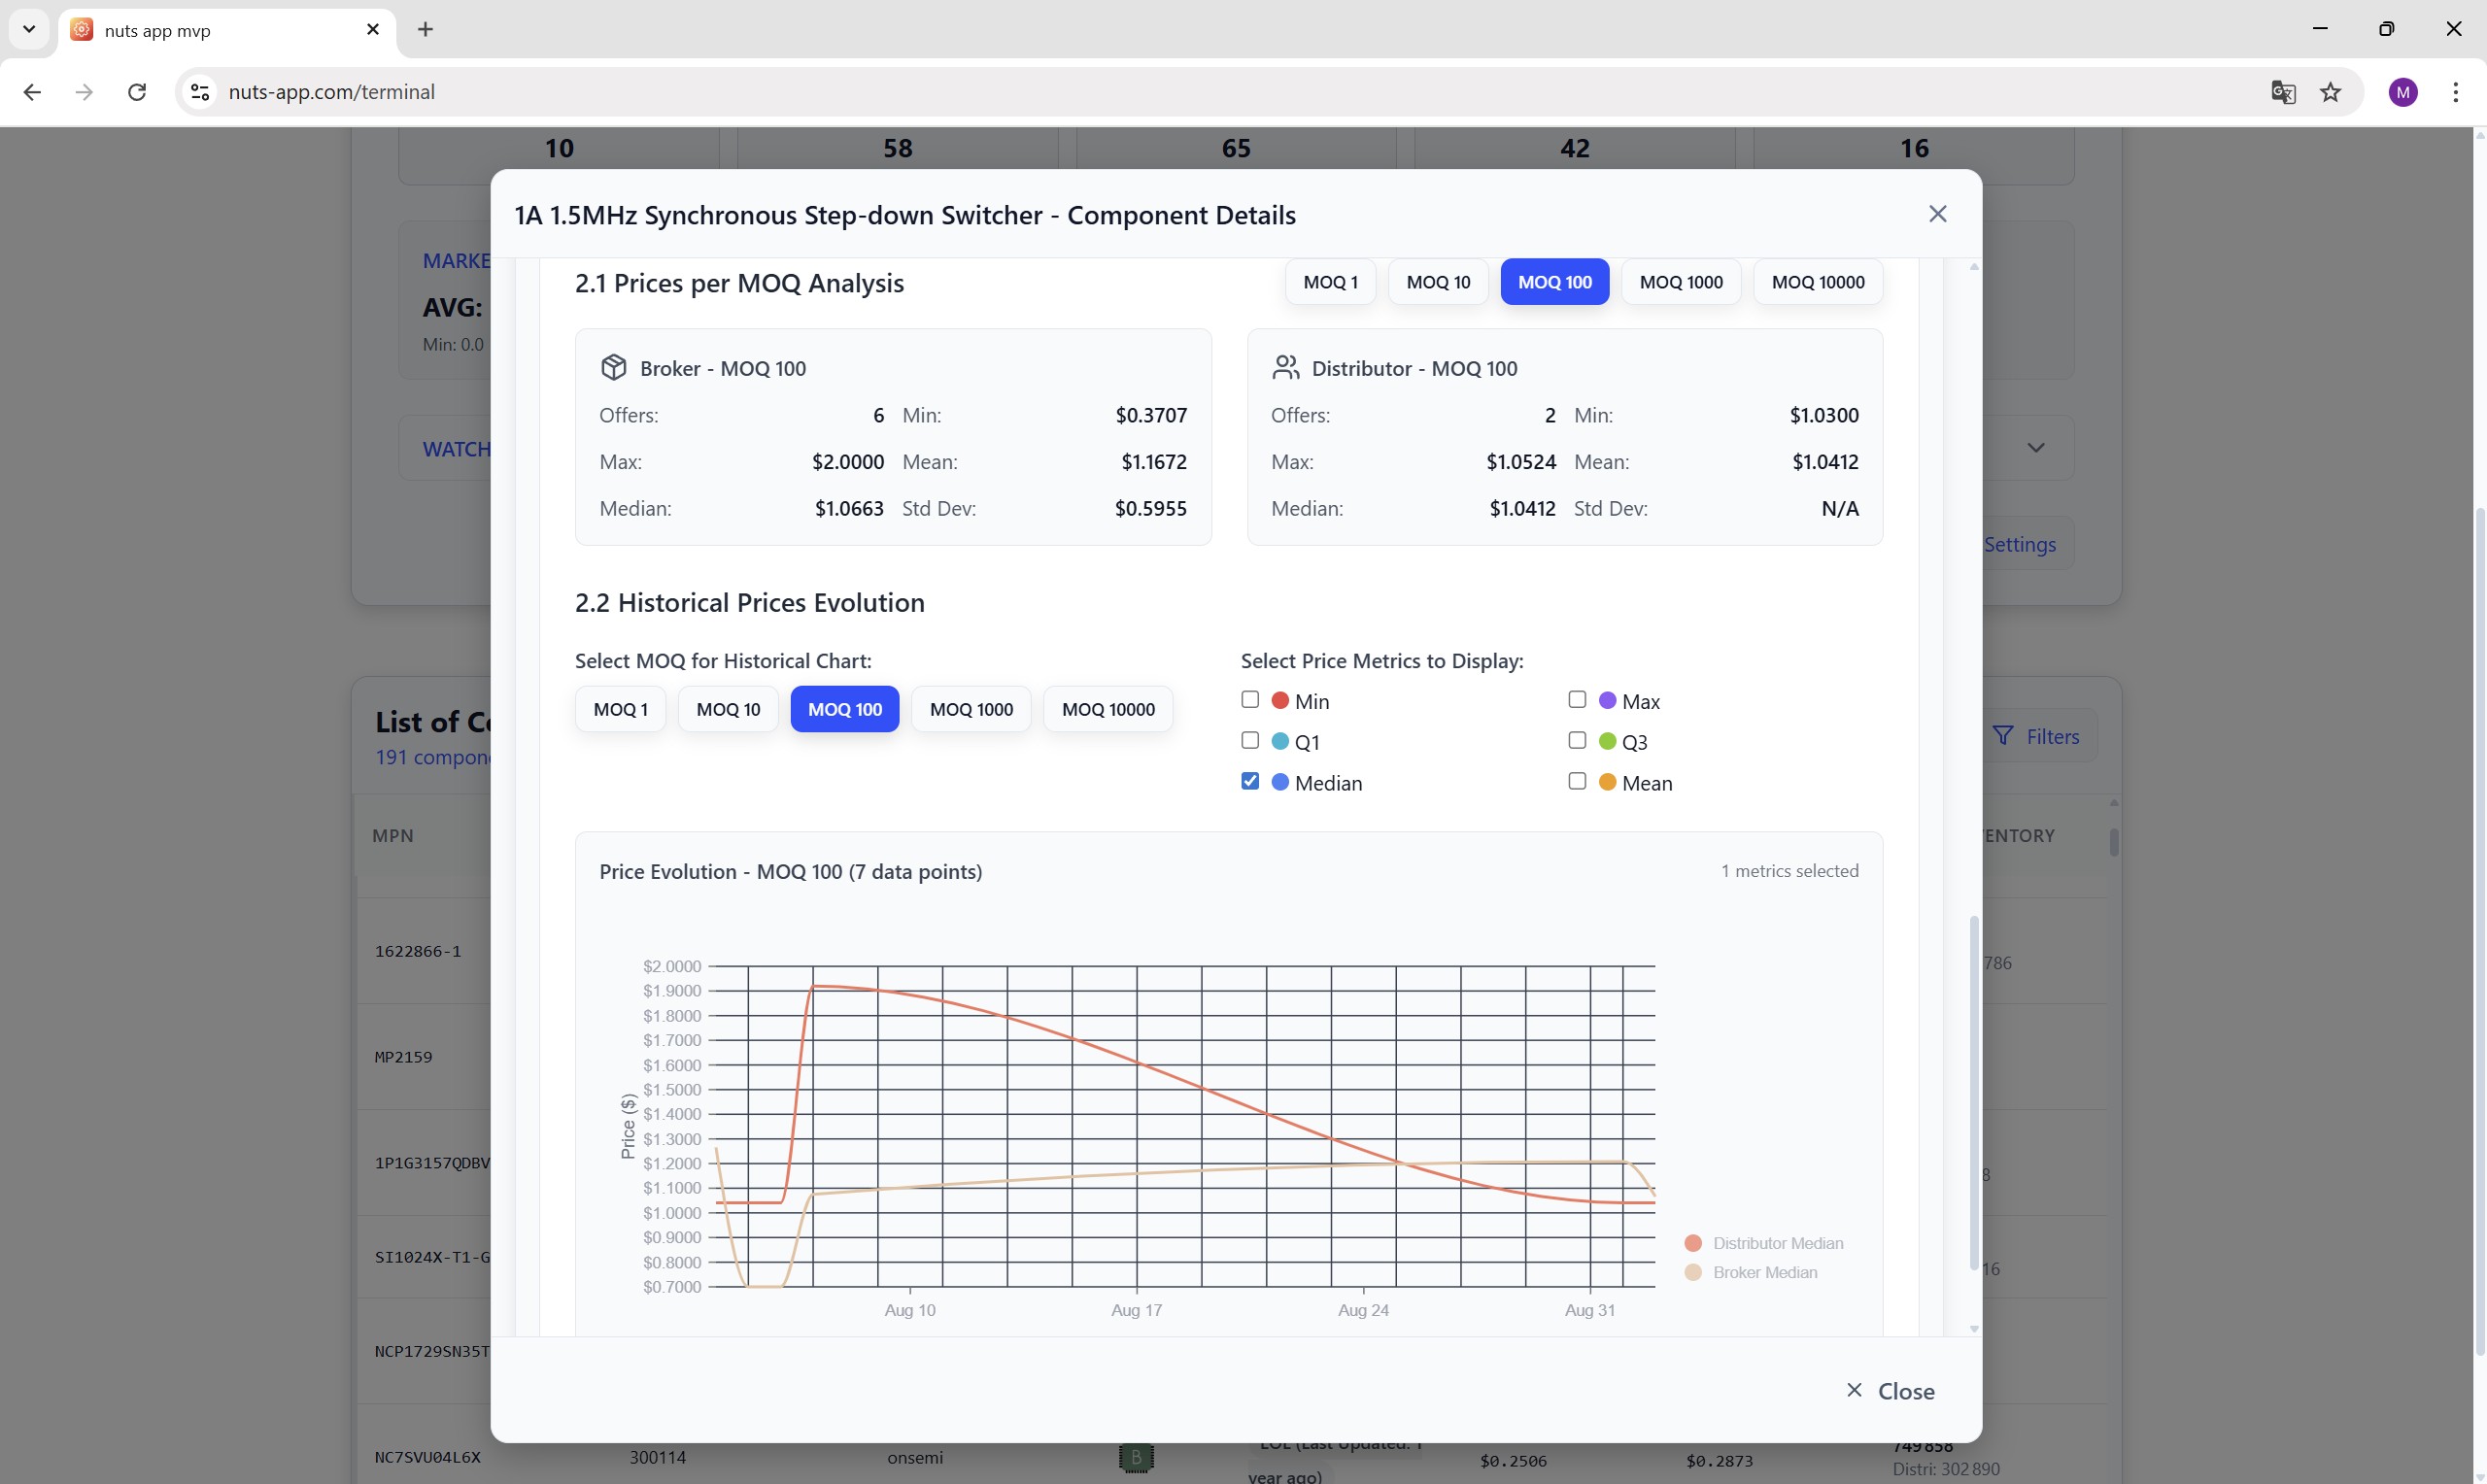 nuts app mvp
nuts-app.com/terminal
M
10 58 65 42 16
1A 1.5MHz Synchronous Step-down Switcher - Component Details
MARKE
AVG:
Min: 0.0
WATCH
Settings
2.1 Prices per MOQ Analysis
MOQ 1 MOQ 10 MOQ 100 MOQ 1000 MOQ 10000
Broker - MOQ 100
Offers: 6 Min: $0.3707
Max: $2.0000 Mean: $1.1672
Median: $1.0663 Std Dev: $0.5955
Distributor - MOQ 100
Offers: 2 Min: $1.0300
Max: $1.0524 Mean: $1.0412
Median: $1.0412 Std Dev: N/A
2.2 Historical Prices Evolution
Select MOQ for Historical Chart:
MOQ 1 MOQ 10 MOQ 100 MOQ 1000 MOQ 10000
Select Price Metrics to Display:
Min Max
Q1 Q3
Median Mean
Price Evolution - MOQ 100 (7 data points)
1 metrics selected
Price ($)
$2.0000
$1.9000
$1.8000
$1.7000
$1.6000
$1.5000
$1.4000
$1.3000
$1.2000
$1.1000
$1.0000
$0.9000
$0.8000
$0.7000
Aug 10 Aug 17 Aug 24 Aug 31
Distributor Median
Broker Median
Close
List of Co
191 compon
Filters
MPN
ENTORY
1622866-1
786
MP2159
1P1G3157QDBV
8
SI1024X-T1-G
16
NCP1729SN35T
NC7SVU04L6X 300114 onsemi B
EOL (Last Updated: 1
year ago)
$0.2506 $0.2873
749 858
Distri: 302 890